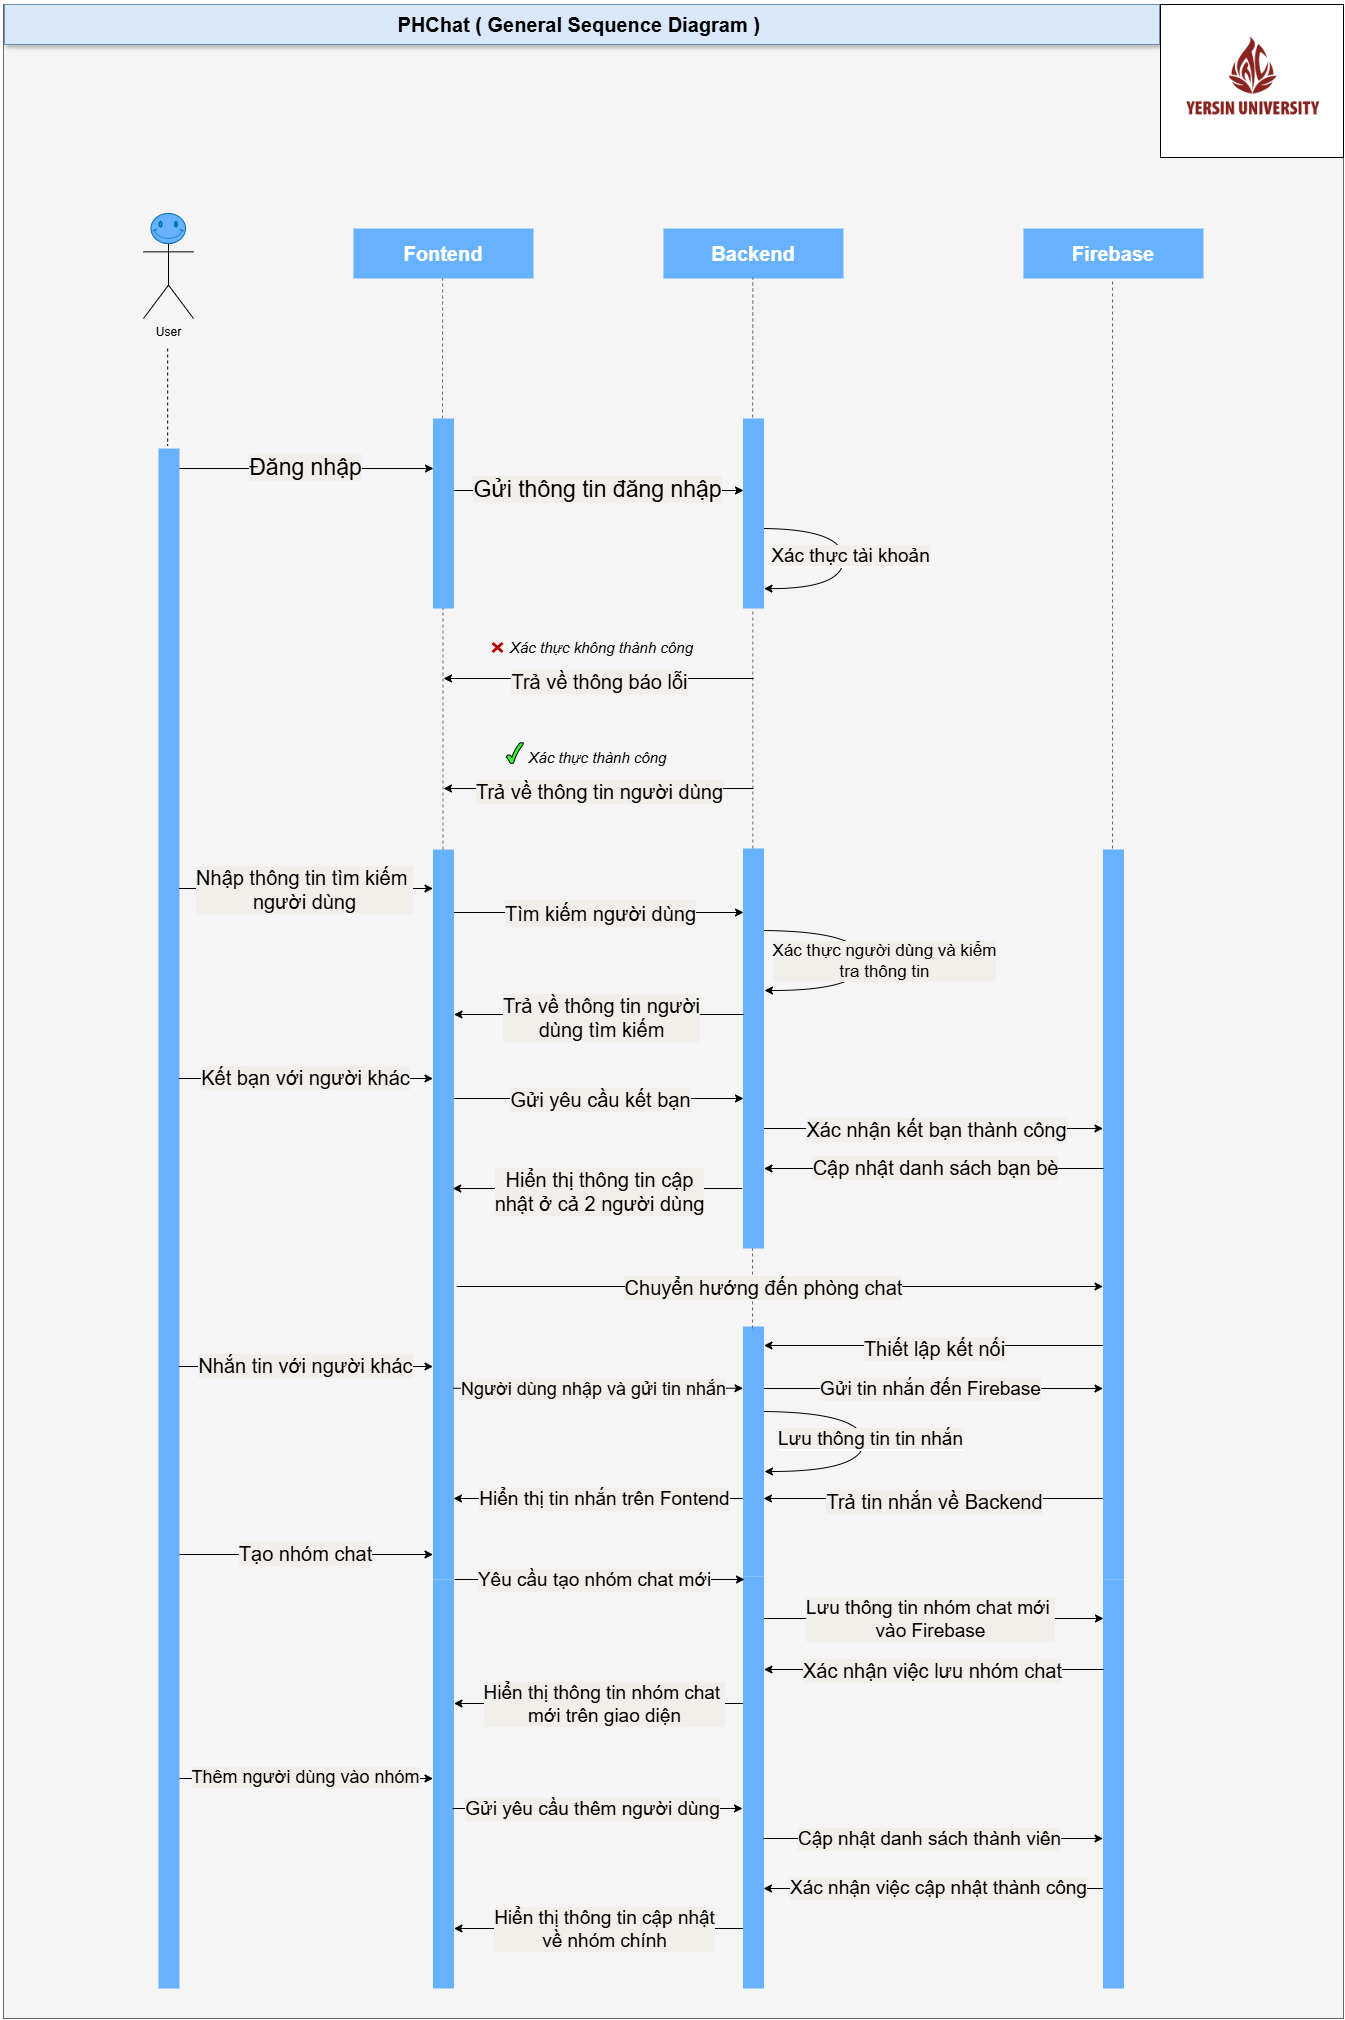 PHChat ( General Sequence Diagram )
YERSIN UNIVERSITY
User
Fontend
Backend
Firebase
Đăng nhập
Gửi thông tin đăng nhập
Xác thực tài khoản
Xác thực không thành công
Trả về thông báo lỗi
Xác thực thành công
Trả về thông tin người dùng
Nhập thông tin tìm kiếm
người dùng
Tìm kiếm người dùng
Xác thực người dùng và kiểm
tra thông tin
Trả về thông tin người
dùng tìm kiếm
Kết bạn với người khác
Gửi yêu cầu kết bạn
Xác nhận kết bạn thành công
Cập nhật danh sách bạn bè
Hiển thị thông tin cập
nhật ở cả 2 người dùng
Chuyển hướng đến phòng chat
Thiết lập kết nối
Nhắn tin với người khác
Người dùng nhập và gửi tin nhắn
Gửi tin nhắn đến Firebase
Lưu thông tin tin nhắn
Hiển thị tin nhắn trên Fontend
Trả tin nhắn về Backend
Tạo nhóm chat
Yêu cầu tạo nhóm chat mới
Lưu thông tin nhóm chat mới
vào Firebase
Xác nhận việc lưu nhóm chat
Hiển thị thông tin nhóm chat
mới trên giao diện
Thêm người dùng vào nhóm
Gửi yêu cầu thêm người dùng
Cập nhật danh sách thành viên
Xác nhận việc cập nhật thành công
Hiển thị thông tin cập nhật
về nhóm chính